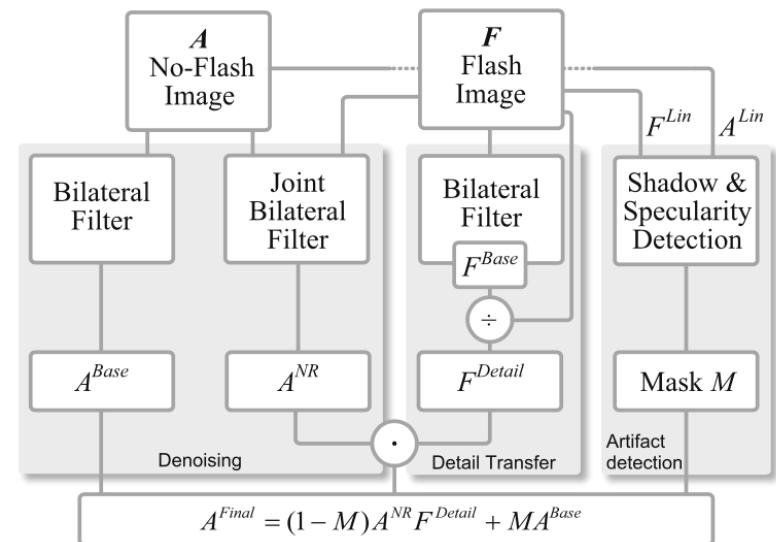 A
No-Flash
Image
F
Flash
Image
F^{Lin}
A^{Lin}
Bilateral
Filter
Joint
Bilateral
Filter
Bilateral
Filter
F^{Base}
÷
Shadow &
Specularity
Detection
A^{Base}
A^{NR}
F^{Detail}
Mask M
·
Denoising
Detail Transfer
Artifact
detection
A^{Final} = (1 − M) A^{NR} F^{Detail} + M A^{Base}